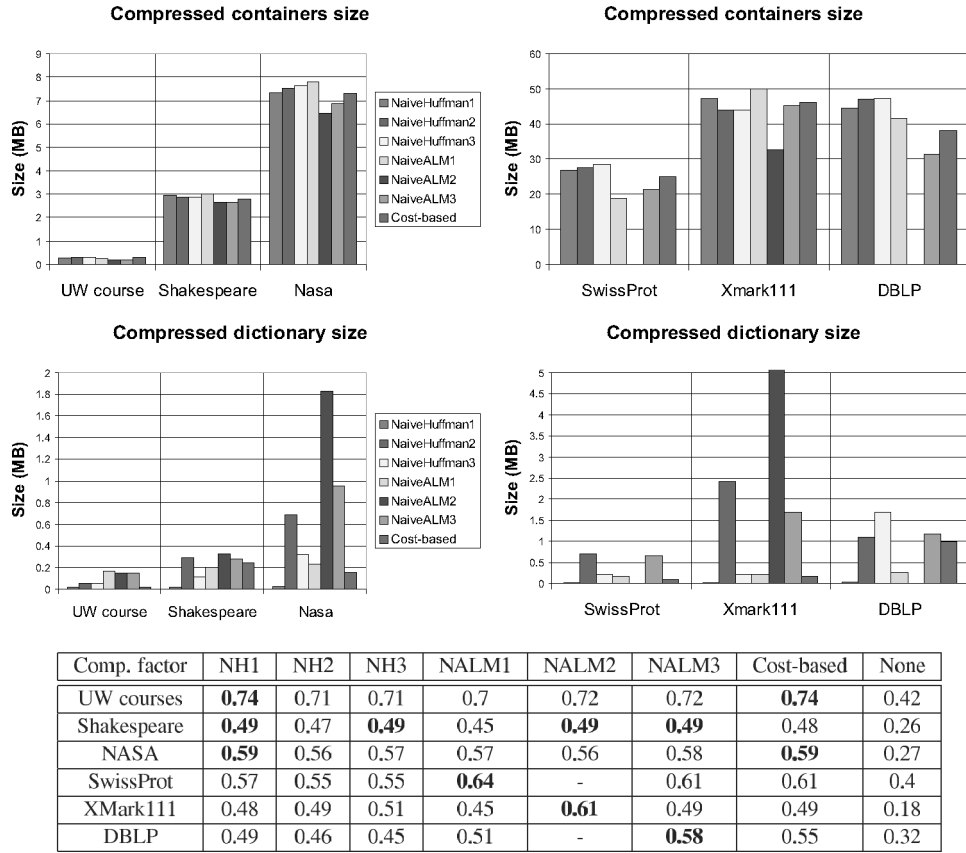 Compressed containers size
Size (MB)
9
8
7
6
5
4
3
2
1
0
UW course
Shakespeare
Nasa
NaiveHuffman1
NaiveHuffman2
NaiveHuffman3
NaiveALM1
NaiveALM2
NaiveALM3
Cost-based
Compressed containers size
Size (MB)
60
50
40
30
20
10
0
SwissProt
Xmark111
DBLP
Compressed dictionary size
Size (MB)
2
1.8
1.6
1.4
1.2
1
0.8
0.6
0.4
0.2
0
UW course
Shakespeare
Nasa
NaiveHuffman1
NaiveHuffman2
NaiveHuffman3
NaiveALM1
NaiveALM2
NaiveALM3
Cost-based
Compressed dictionary size
Size (MB)
5
4.5
4
3.5
3
2.5
2
1.5
1
0.5
0
SwissProt
Xmark111
DBLP
Comp. factor NH1 NH2 NH3 NALM1 NALM2 NALM3 Cost-based None
UW courses 0.74 0.71 0.71 0.7 0.72 0.72 0.74 0.42
Shakespeare 0.49 0.47 0.49 0.45 0.49 0.49 0.48 0.26
NASA 0.59 0.56 0.57 0.57 0.56 0.58 0.59 0.27
SwissProt 0.57 0.55 0.55 0.64 - 0.61 0.61 0.4
XMark111 0.48 0.49 0.51 0.45 0.61 0.49 0.49 0.18
DBLP 0.49 0.46 0.45 0.51 - 0.58 0.55 0.32